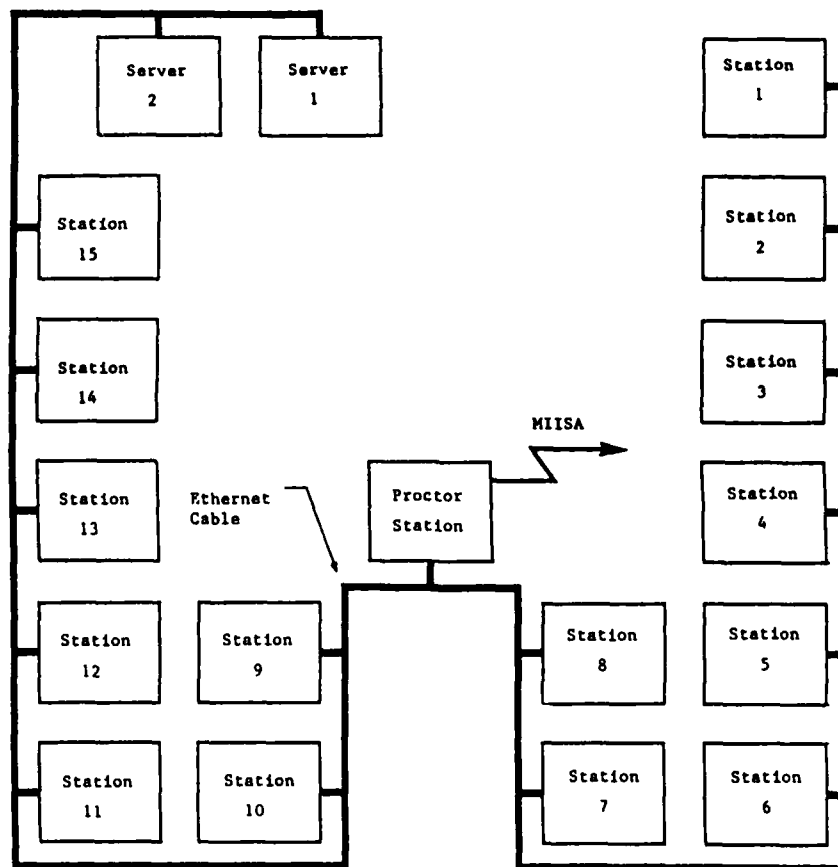 Server
2
Server
1
Station
1
Station
15
Station
2
Station
14
Station
3
MIISA
Station
13
Ethernet
Cable
Proctor
Station
Station
4
Station
12
Station
9
Station
8
Station
5
Station
11
Station
10
Station
7
Station
6